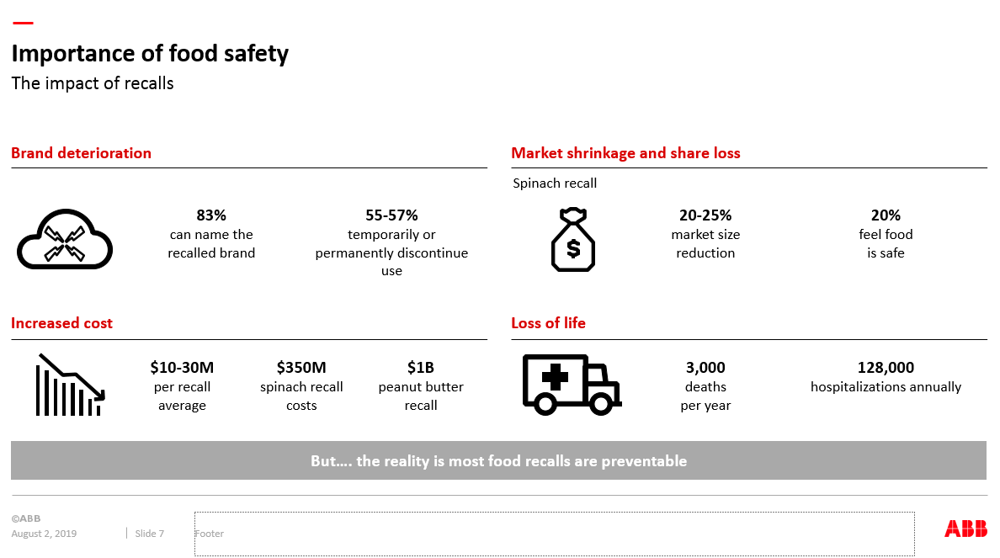 Importance of food safety
The impact of recalls
Brand deterioration
83%
can name the
recalled brand
55-57%
temporarily or
permanently discontinue
use
Market shrinkage and share loss
Spinach recall
$
20-25%
market size
reduction
20%
feel food
is safe
Increased cost
$10-30M
per recall
average
$350M
spinach recall
costs
$1B
peanut butter
recall
Loss of life
3,000
deaths
per year
128,000
hospitalizations annually
But…. the reality is most food recalls are preventable
©ABB
August 2, 2019
Slide 7
Footer
ABB